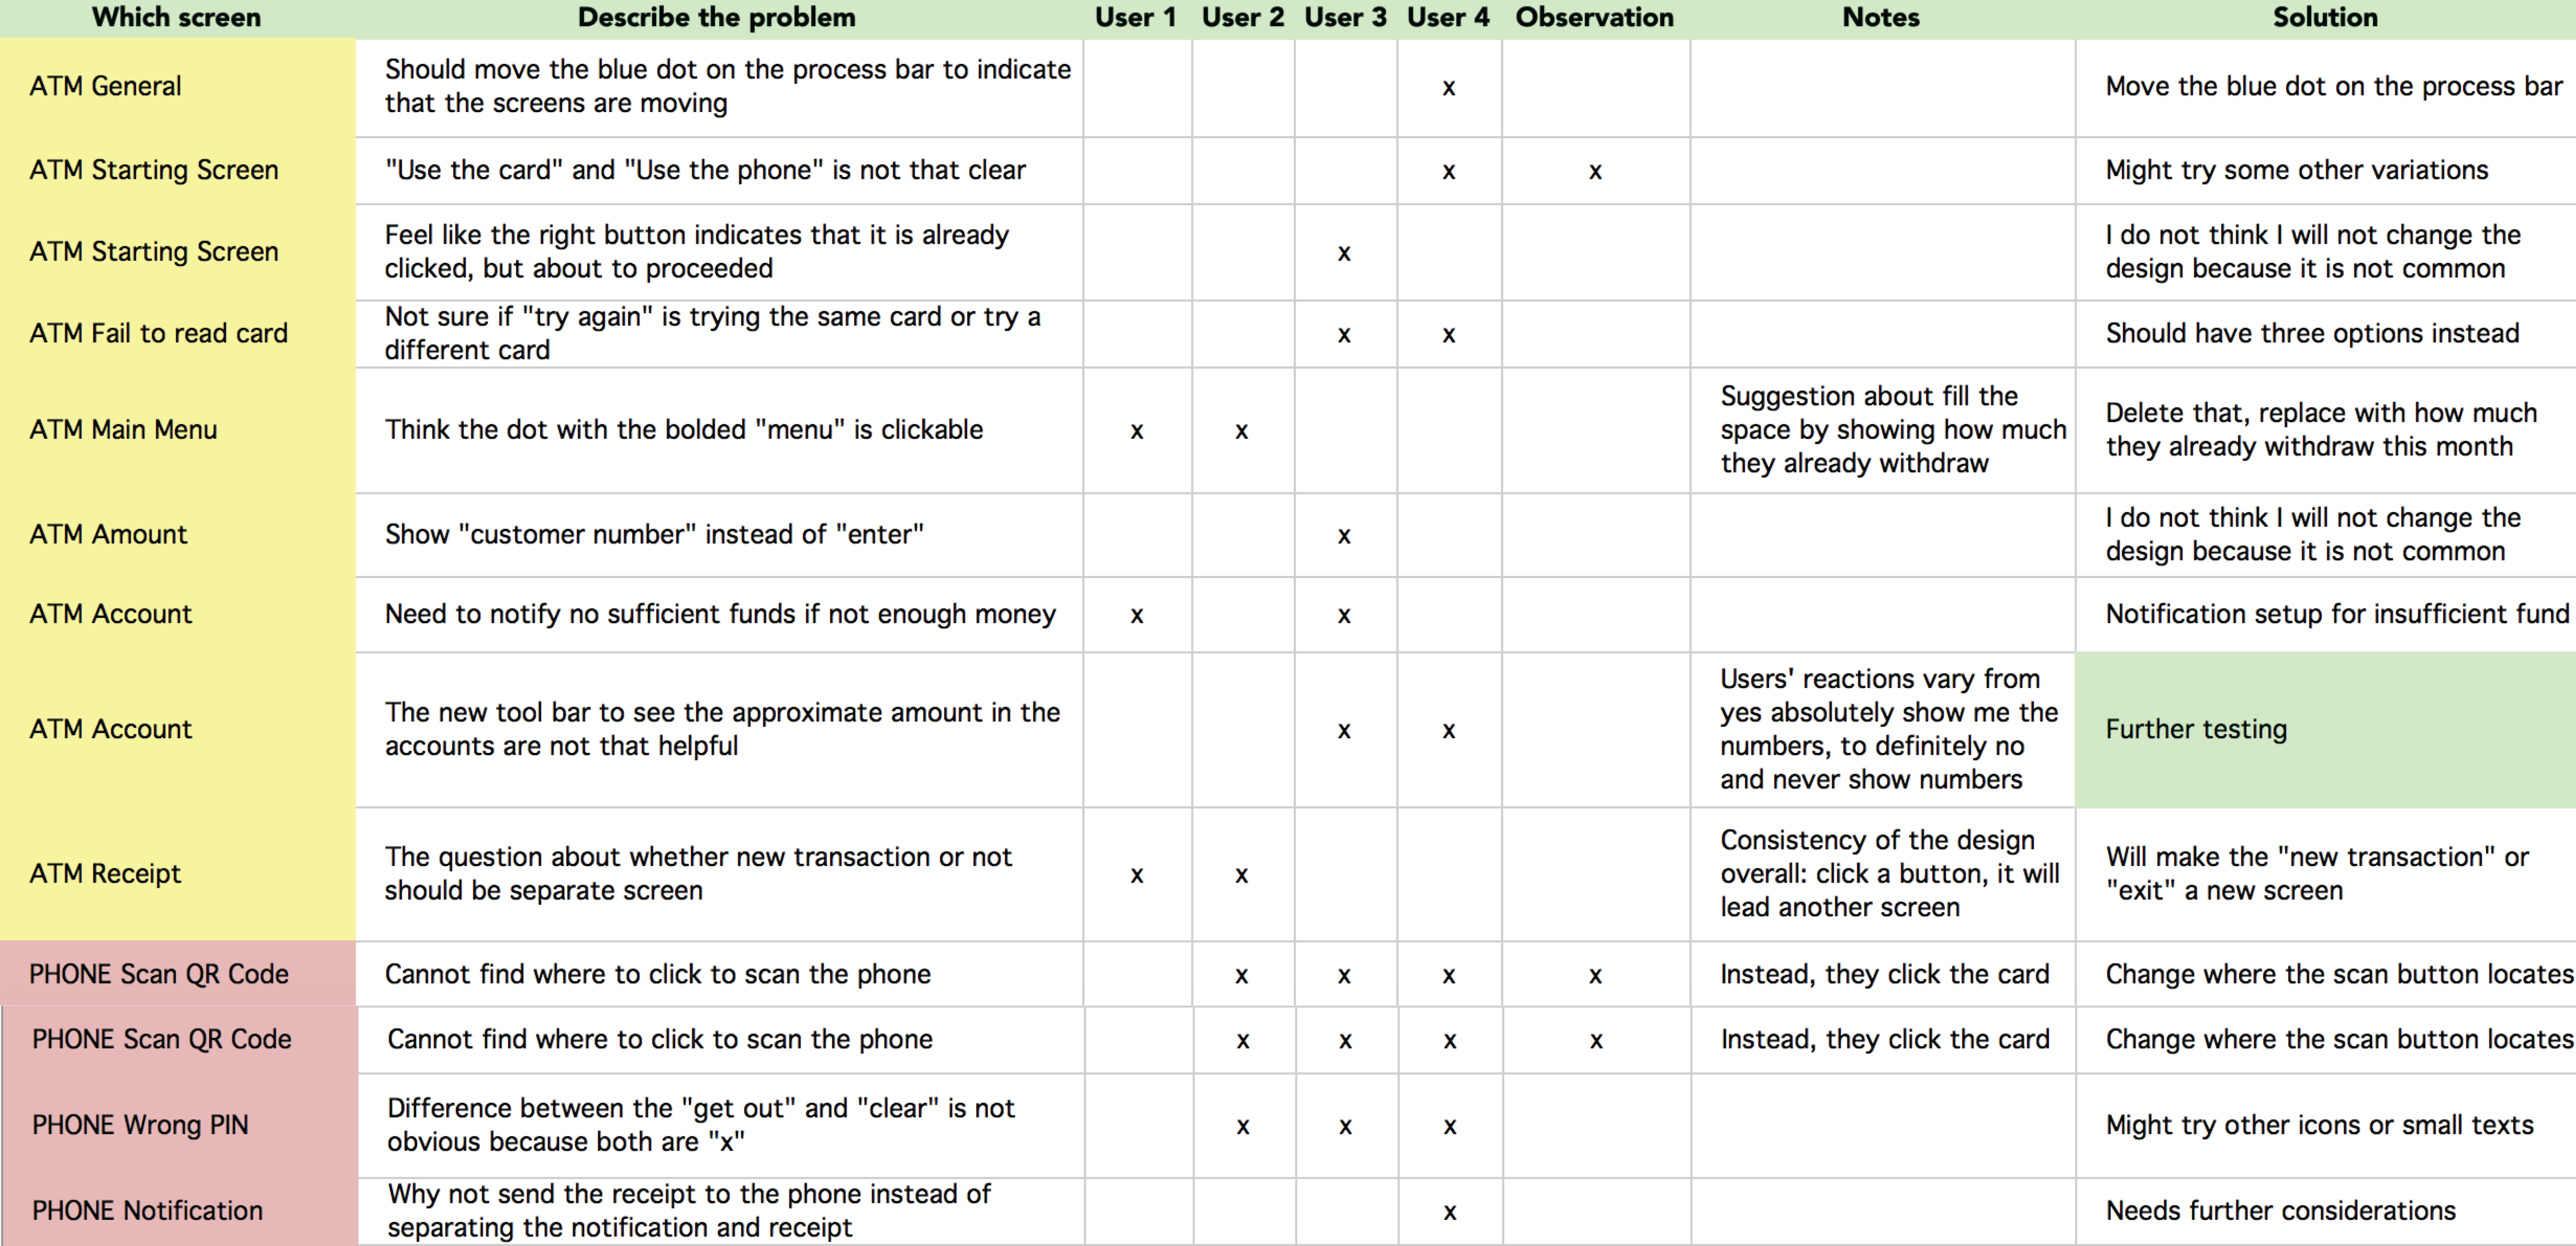 Which screen Describe the problem User 1 User 2 User 3 User 4 Observation Notes Solution
ATM General
Should move the blue dot on the process bar to indicate
that the screens are moving
x
Move the blue dot on the process bar
ATM Starting Screen
"Use the card" and "Use the phone" is not that clear
x x
Might try some other variations
ATM Starting Screen
Feel like the right button indicates that it is already
clicked, but about to proceeded
x
I do not think I will not change the
design because it is not common
ATM Fail to read card
Not sure if "try again" is trying the same card or try a
different card
x x
Should have three options instead
ATM Main Menu
Think the dot with the bolded "menu" is clickable
x x
Suggestion about fill the
space by showing how much
they already withdraw
Delete that, replace with how much
they already withdraw this month
ATM Amount
Show "customer number" instead of "enter"
x
I do not think I will not change the
design because it is not common
ATM Account
Need to notify no sufficient funds if not enough money
x x
Notification setup for insufficient fund
ATM Account
The new tool bar to see the approximate amount in the
accounts are not that helpful
x x
Users' reactions vary from
yes absolutely show me the
numbers, to definitely no
and never show numbers
Further testing
ATM Receipt
The question about whether new transaction or not
should be separate screen
x x
Consistency of the design
overall: click a button, it will
lead another screen
Will make the "new transaction" or
"exit" a new screen
PHONE Scan QR Code
Cannot find where to click to scan the phone
x x x x
Instead, they click the card
Change where the scan button locates
PHONE Scan QR Code
Cannot find where to click to scan the phone
x x x x
Instead, they click the card
Change where the scan button locates
PHONE Wrong PIN
Difference between the "get out" and "clear" is not
obvious because both are "x"
x x x
Might try other icons or small texts
PHONE Notification
Why not send the receipt to the phone instead of
separating the notification and receipt
x
Needs further considerations